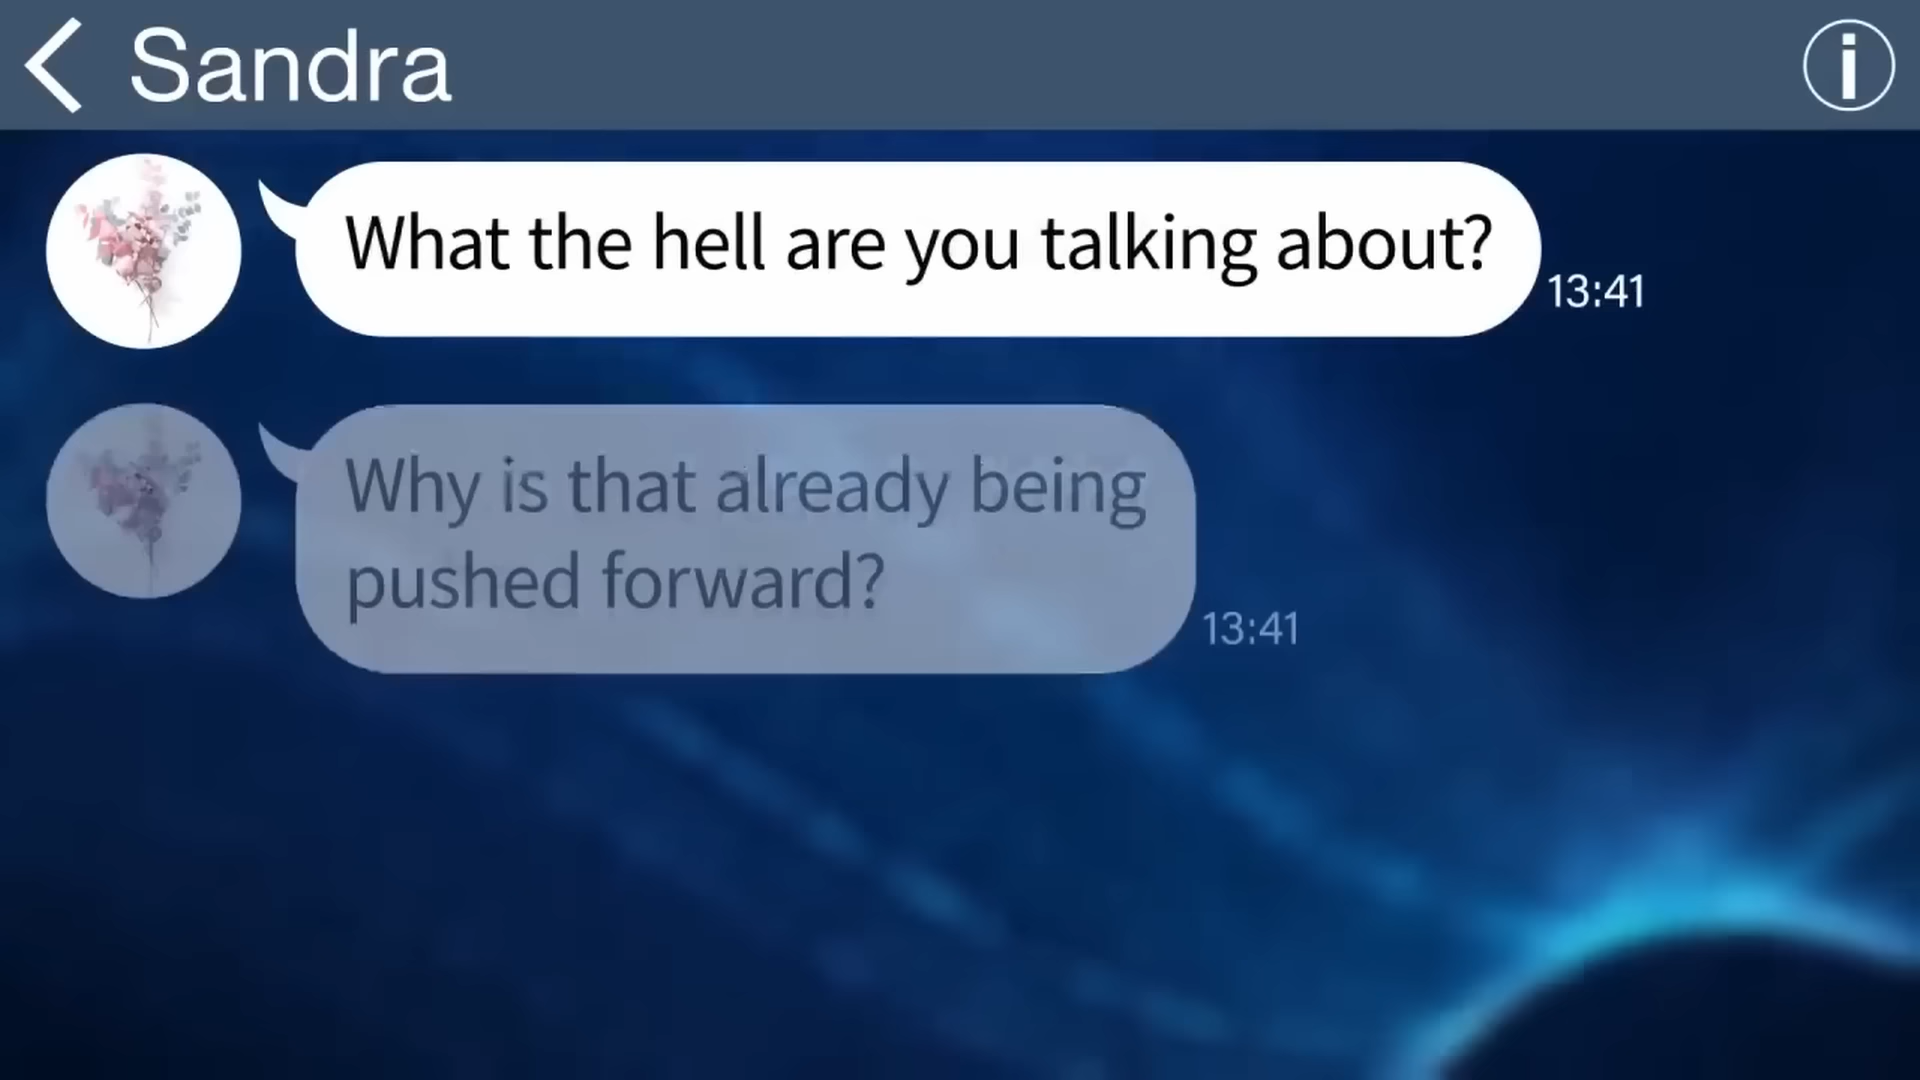 Sandra
What the hell are you talking about?
13:41
Why is that already being
pushed forward?
13:41